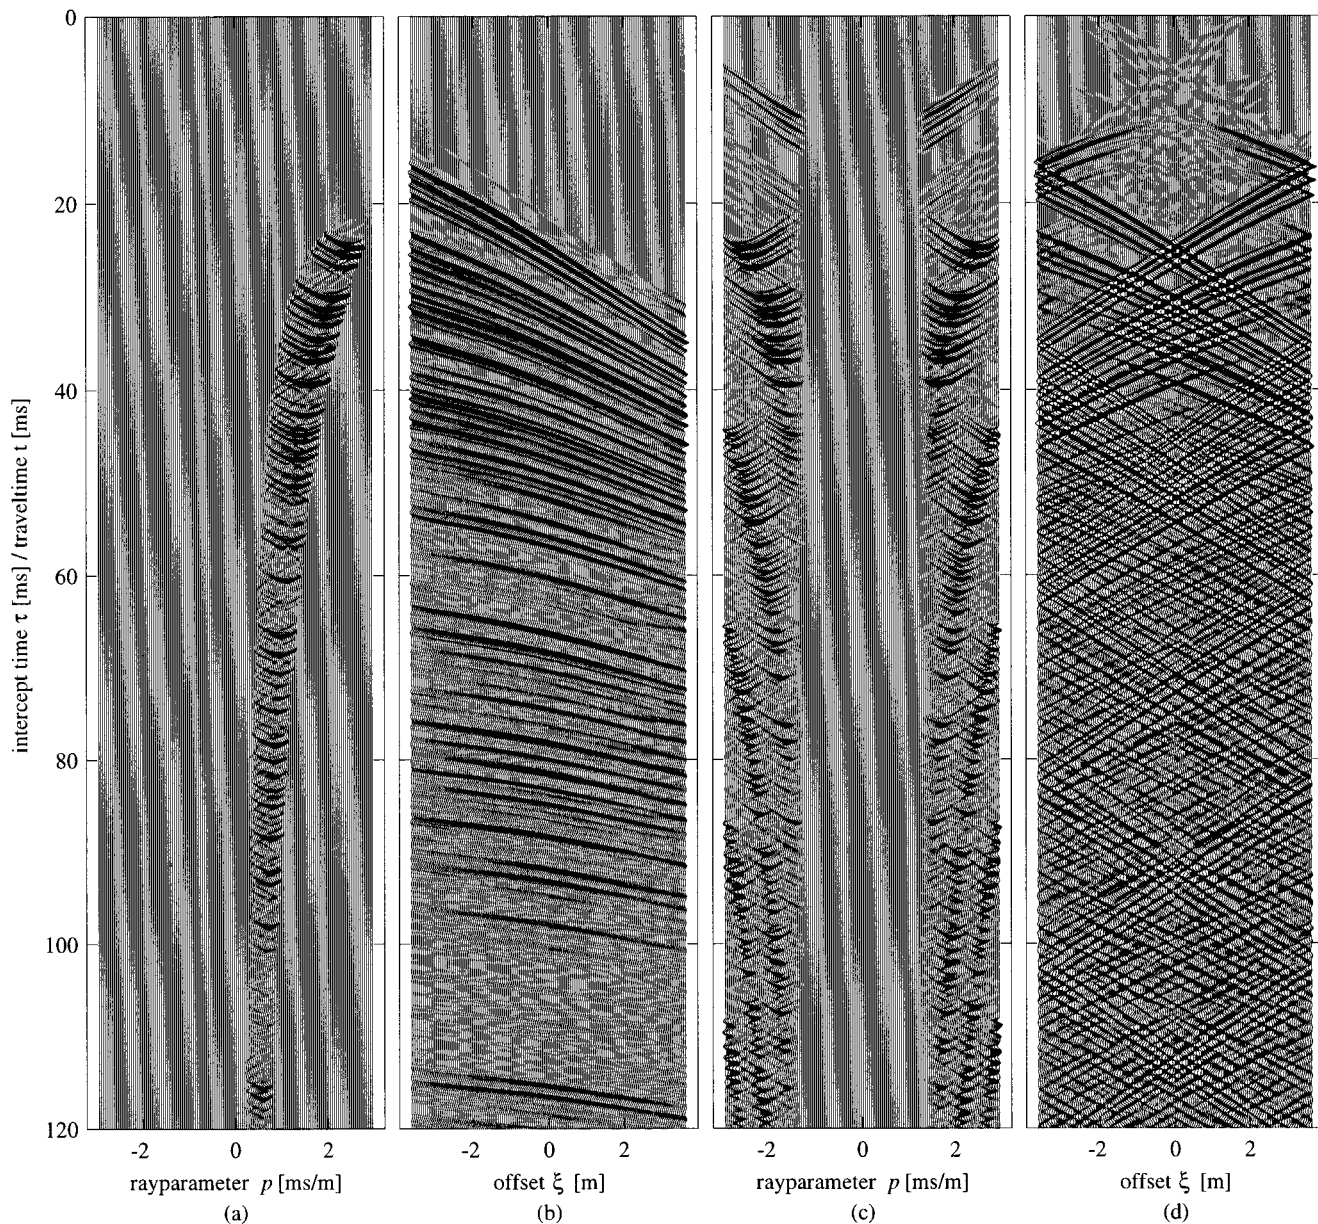 0
20
40
60
80
100
120
intercept time τ [ms] / traveltime t [ms]
-2 0 2
-2 0 2
-2 0 2
-2 0 2
rayparameter p [ms/m]
offset ξ [m]
rayparameter p [ms/m]
offset ξ [m]
(a)
(b)
(c)
(d)